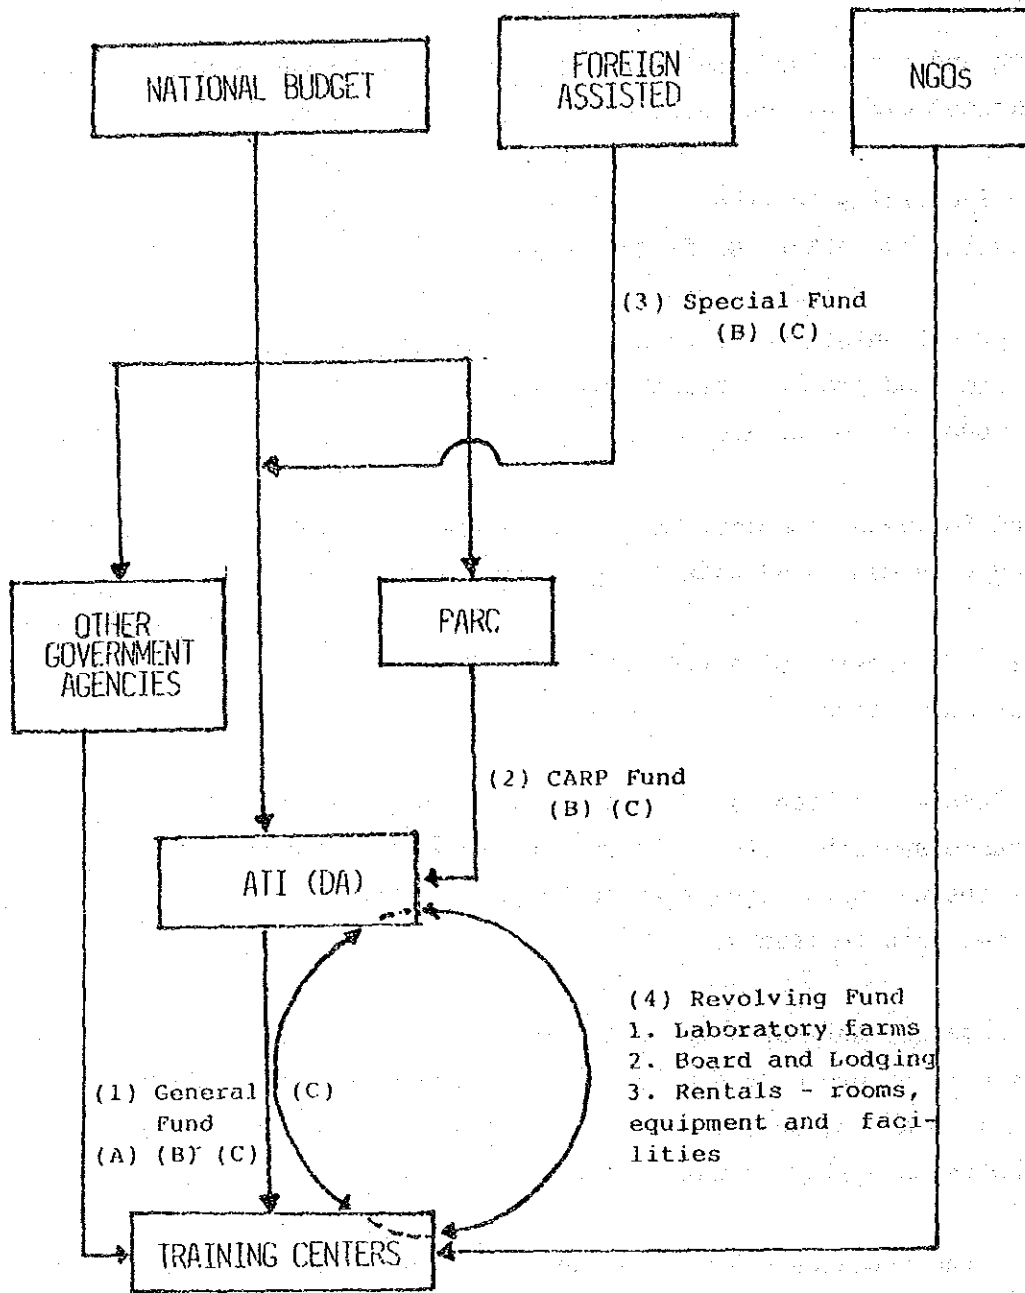 NATIONAL BUDGET
FOREIGN
ASSISTED
NGOs
(3) Special Fund
(B) (C)
OTHER
GOVERNMENT
AGENCIES
PARC
(2) CARP Fund
(B) (C)
ATI (DA)
(4) Revolving Fund
1. Laboratory farms
2. Board and Lodging
3. Rentals - rooms,
equipment and faci-
lities
(1) General
Fund
(A) (B) (C)
(C)
TRAINING CENTERS